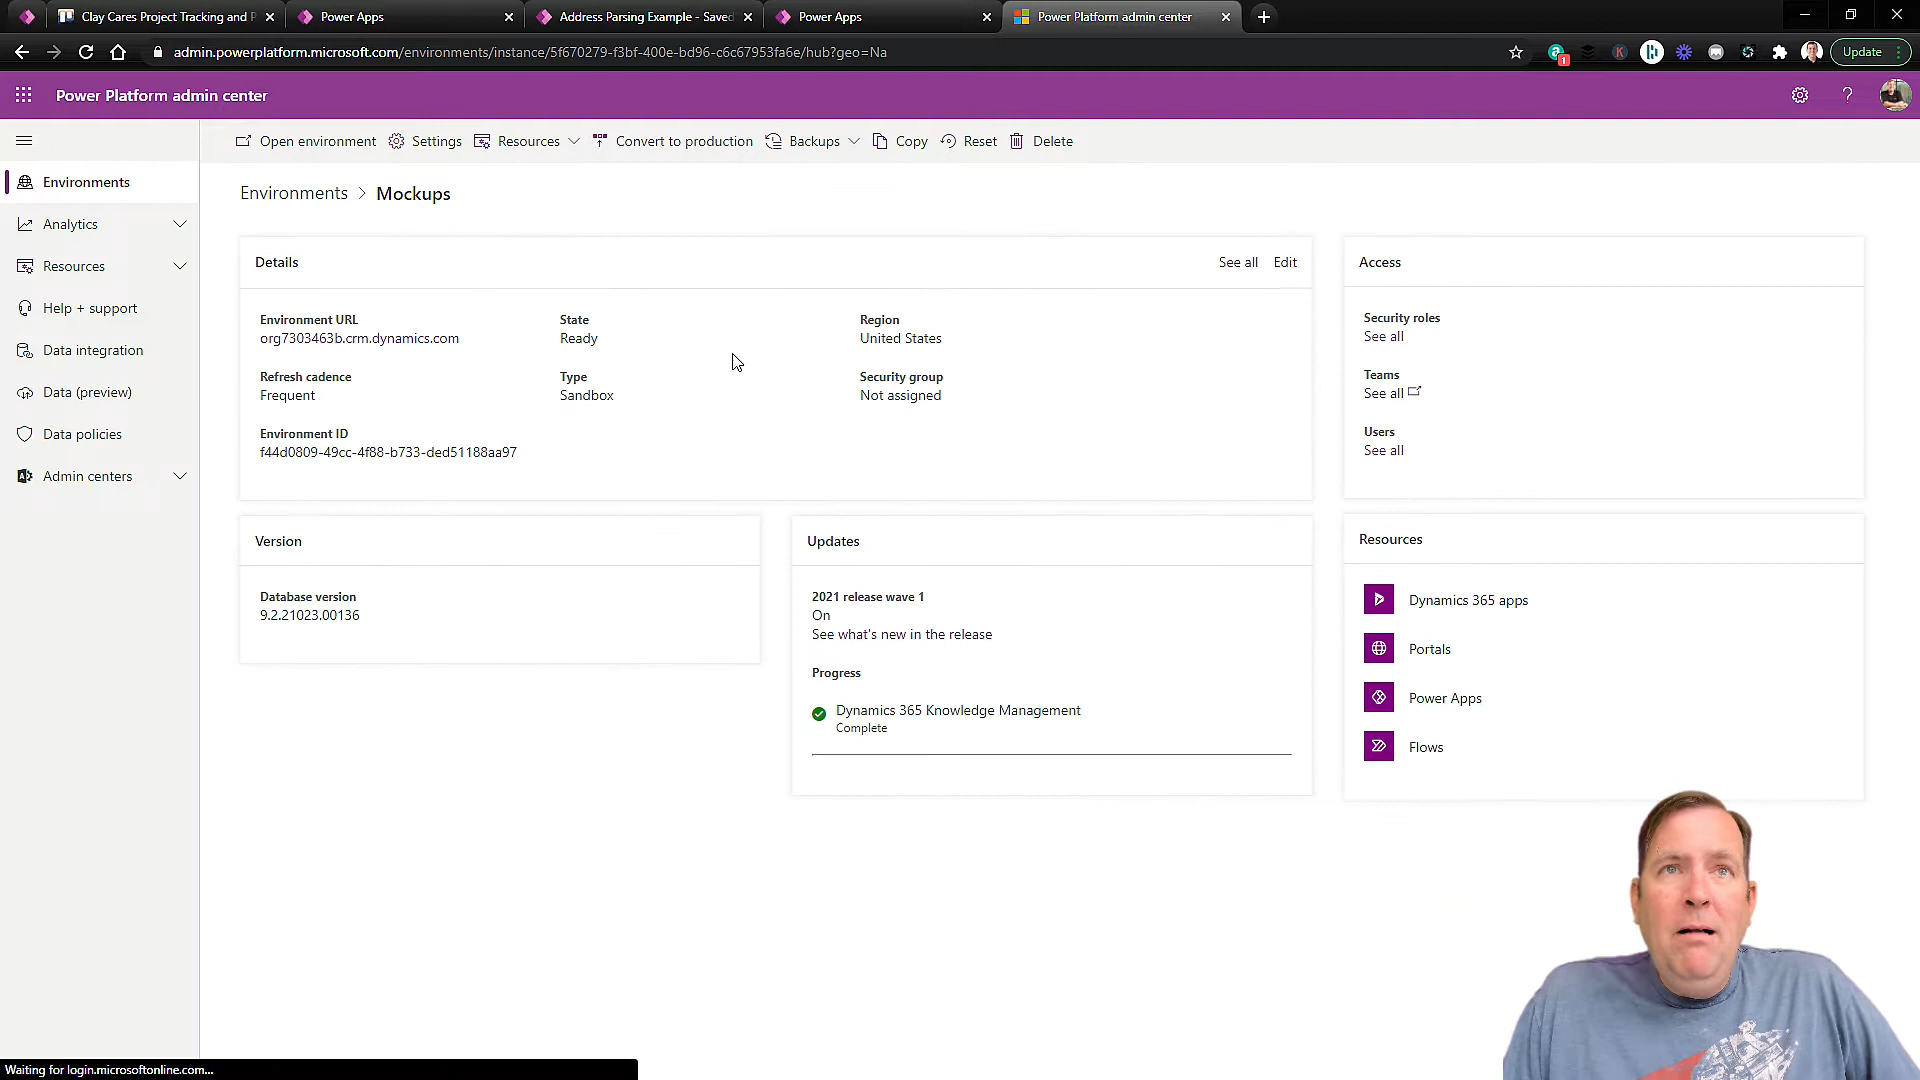 Clay Cares Project Tracking and P
Power Apps
Address Parsing Example - Saved
Power Apps
Power Platform admin center
admin.powerplatform.microsoft.com/environments/instance/5f670279-f3bf-400e-bd96-c6c67953fa6e/hub?geo=Na
1
Update
Power Platform admin center
Open environment
Settings
Resources
Convert to production
Backups
Copy
Reset
Delete
Environments
Analytics
Resources
Help + support
Data integration
Data (preview)
Data policies
Admin centers
Environments > Mockups
Details
See all
Edit
Environment URL
org7303463b.crm.dynamics.com
State
Ready
Region
United States
Refresh cadence
Frequent
Type
Sandbox
Security group
Not assigned
Environment ID
f44d0809-49cc-4f88-b733-ded51188aa97
Access
Security roles
See all
Teams
See all
Users
See all
Version
Database version
9.2.21023.00136
Updates
2021 release wave 1
On
See what's new in the release
Progress
Dynamics 365 Knowledge Management
Complete
Resources
Dynamics 365 apps
Portals
Power Apps
Flows
Waiting for login.microsoftonline.com...